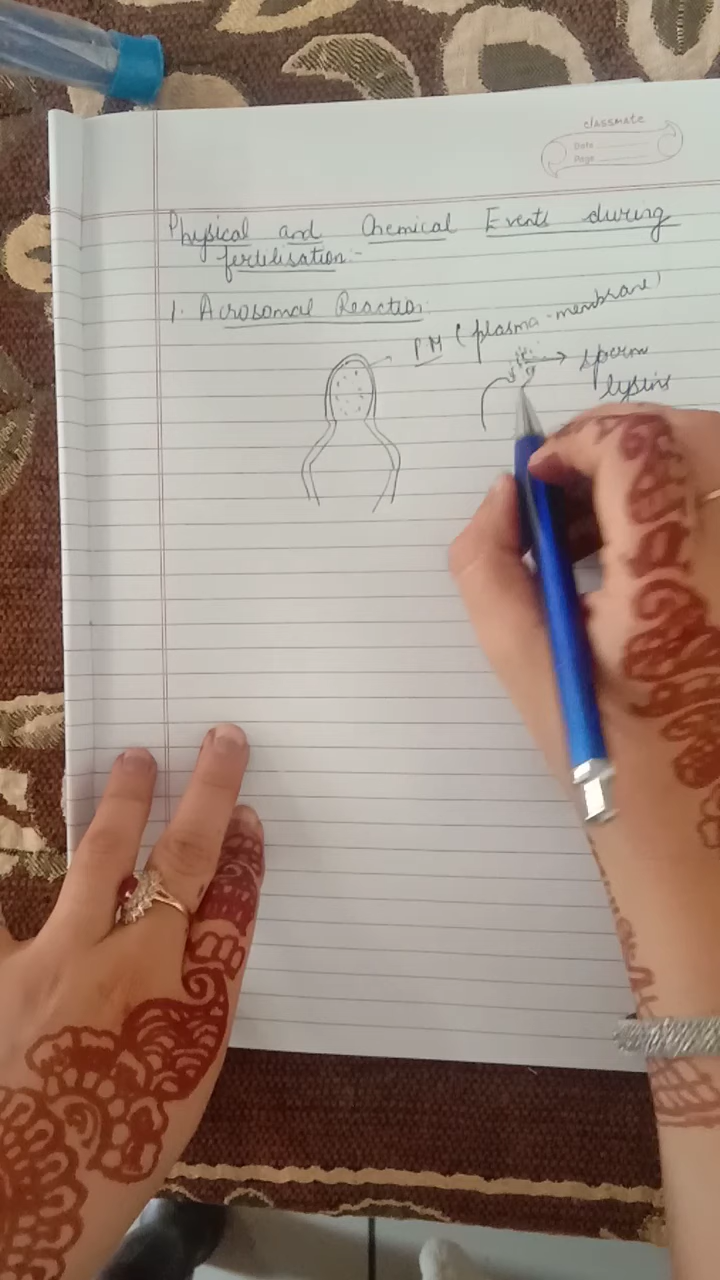 classmate
Date
Page
Physical and Chemical Events during
fertilisation:-
1. Acrosomal Reaction:
PM (plasma-membrane)
sperm
lysins